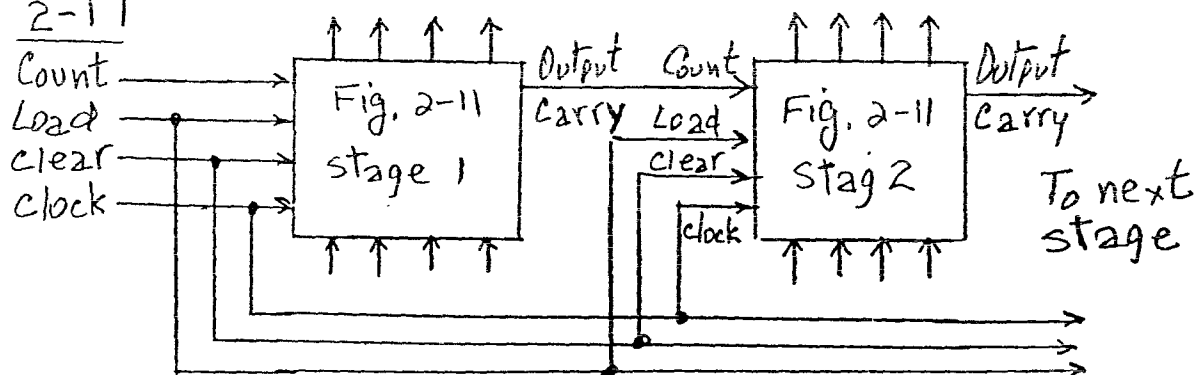 2-11
Count
Load
Clear
Clock
Fig. 2-11
stage 1
Output
Carry
Count
Load
clear
clock
Fig. 2-11
Stag 2
Output
Carry
To next
stage